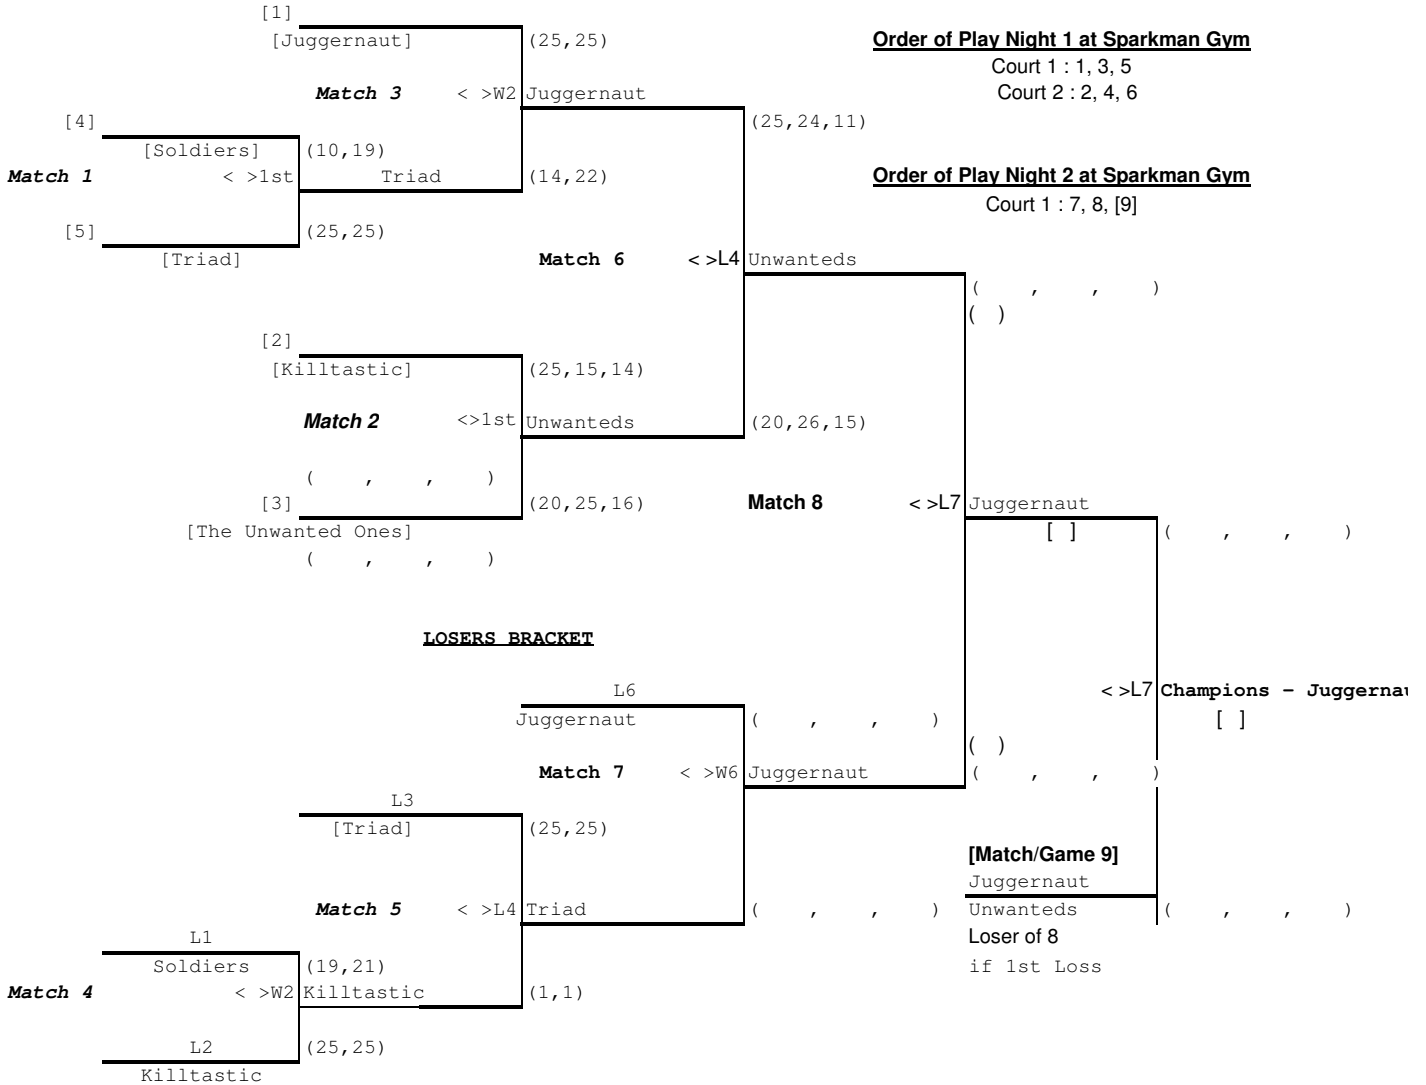 [1]
[Juggernaut] (25,25) Order of Play Night 1 at Sparkman Gym
Court 1 : 1, 3, 5
Match 3 < >W2 Juggernaut Court 2 : 2, 4, 6
[4] (25,24,11)
[Soldiers] (10,19)
Match 1 < >1st Triad (14,22) Order of Play Night 2 at Sparkman Gym
Court 1 : 7, 8, [9]
[5] (25,25)
[Triad] Match 6 < >L4 Unwanteds
( , , )
( )
[2]
[Killtastic] (25,15,14)
Match 2 <>1st Unwanteds (20,26,15)
( , , )
[3] (20,25,16) Match 8 < >L7 Juggernaut
[The Unwanted Ones] [ ] ( , , )
( , , )
LOSERS BRACKET
L6 < >L7 Champions - Juggernau
Juggernaut ( , , ) [ ]
( )
Match 7 < >W6 Juggernaut ( , , )
L3
[Triad] (25,25)
[Match/Game 9]
Juggernaut
Match 5 < >L4 Triad ( , , ) Unwanteds ( , , )
L1 Loser of 8
Soldiers (19,21) if 1st Loss
Match 4 < >W2 Killtastic (1,1)
L2 (25,25)
Killtastic